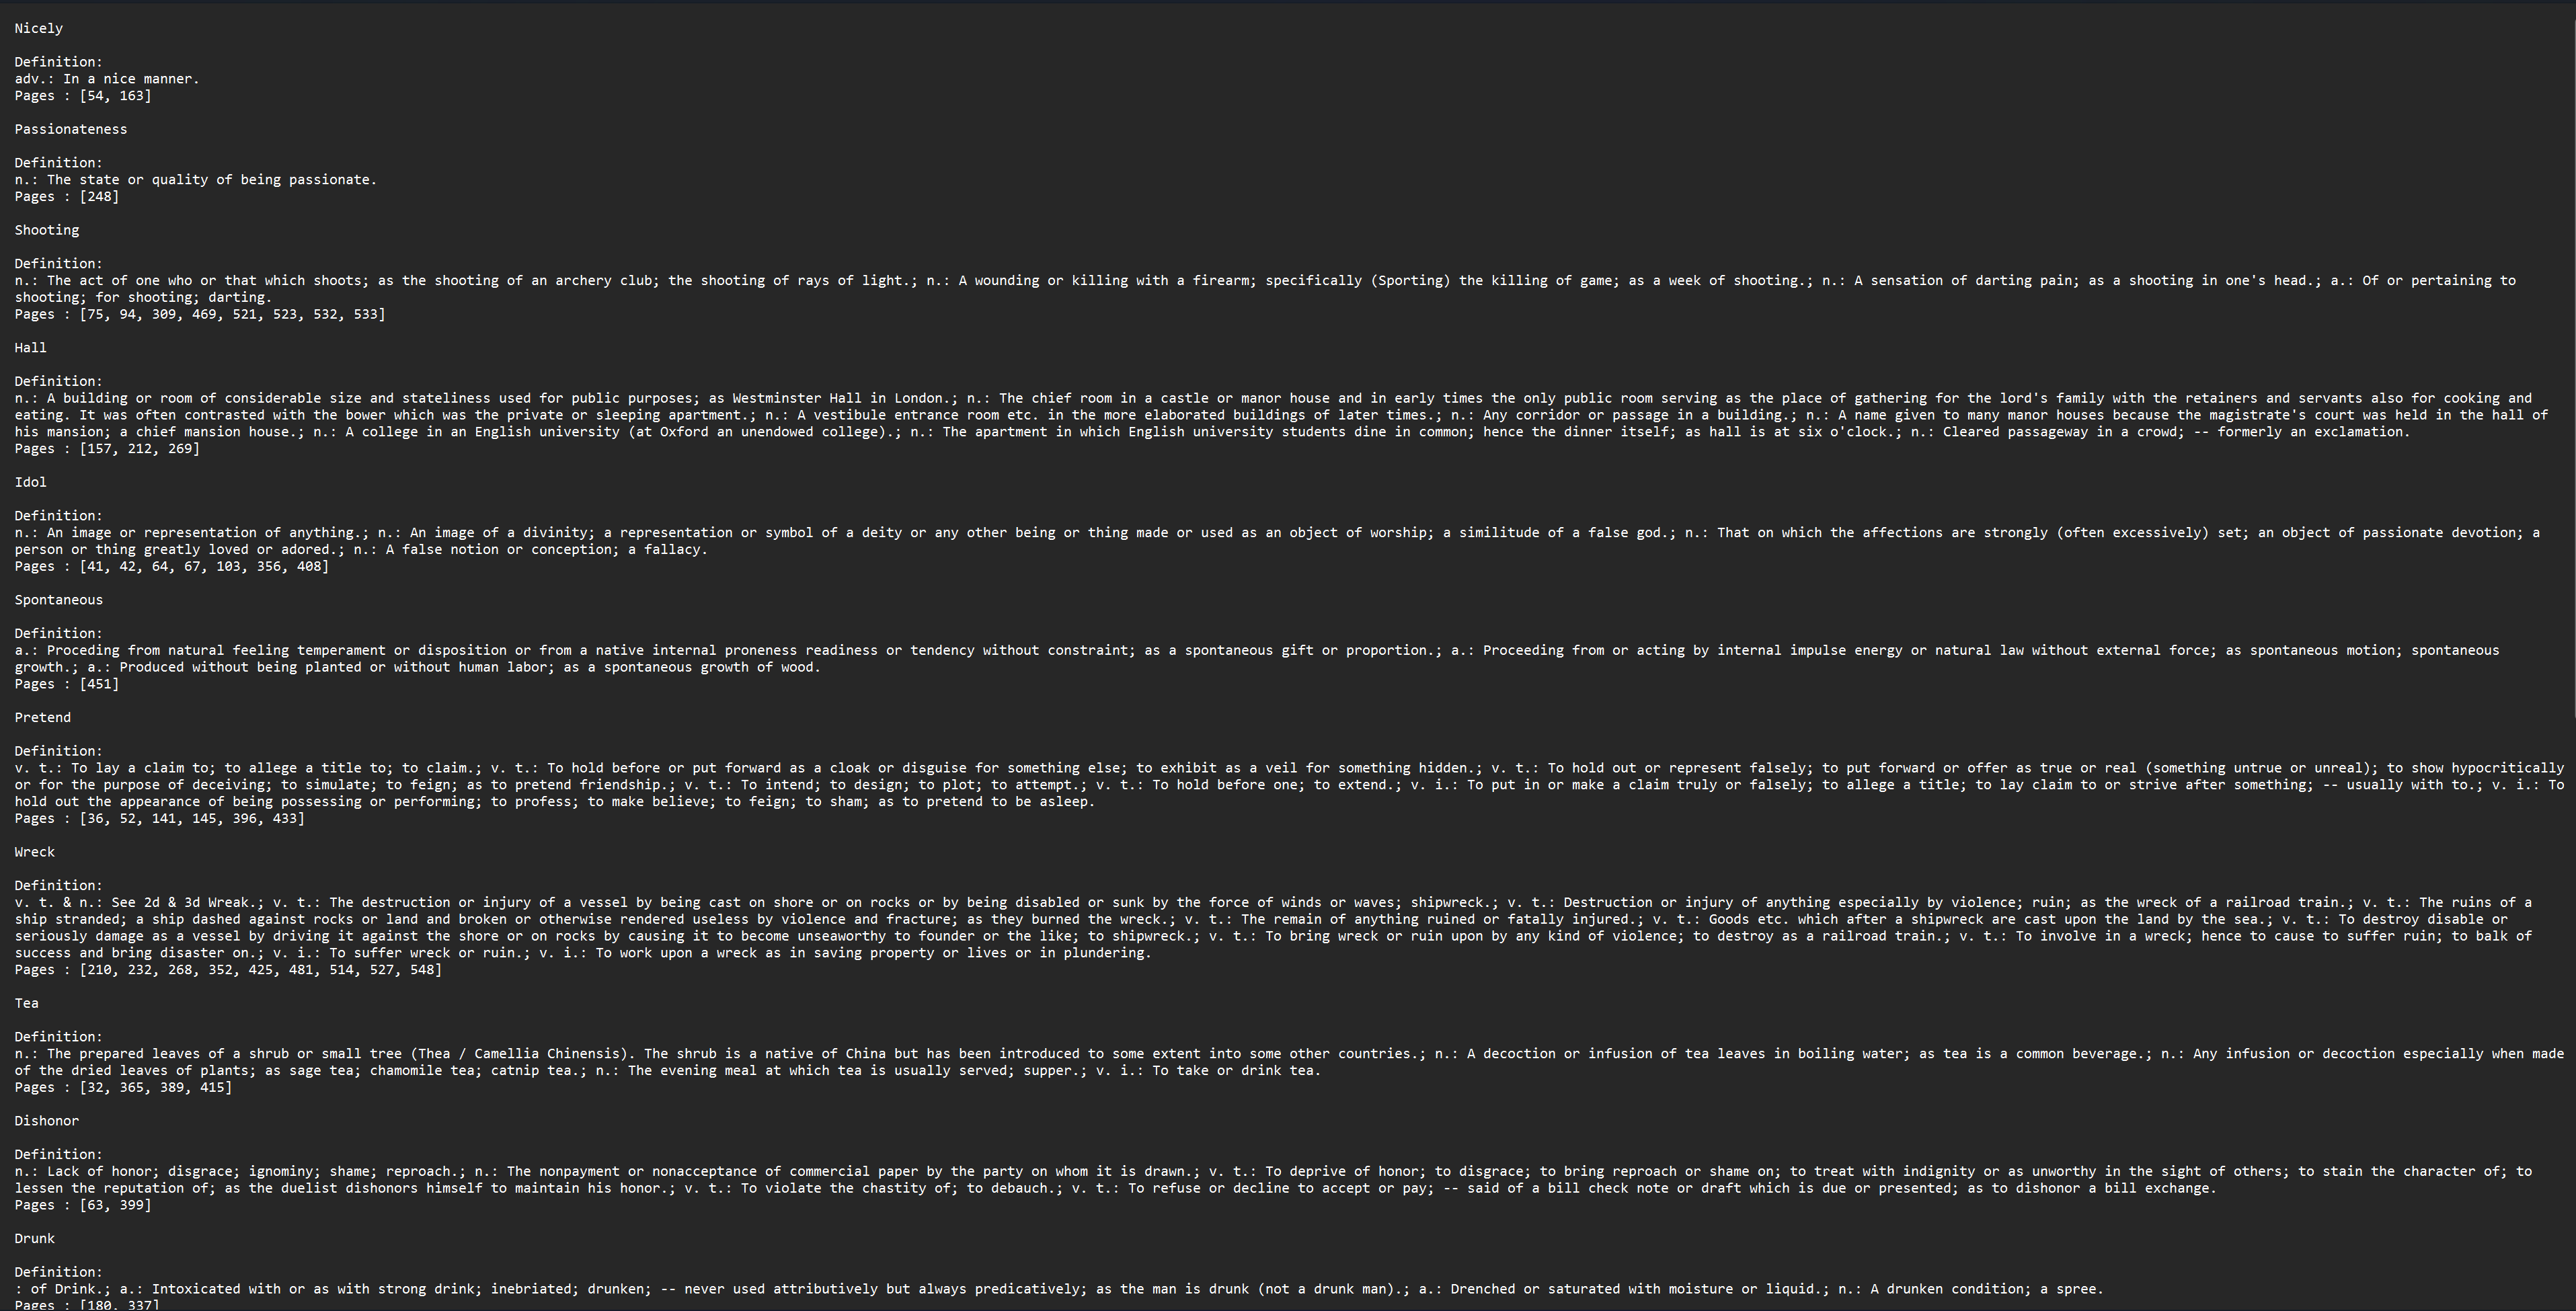 Nicely
Definition:
adv.: In a nice manner.
Pages : [54, 163]
Passionateness
Definition:
n.: The state or quality of being passionate.
Pages : [248]
Shooting
Definition:
n.: The act of one who or that which shoots; as the shooting of an archery club; the shooting of rays of light.; n.: A wounding or killing with a firearm; specifically (Sporting) the killing of game; as a week of shooting.; n.: A sensation of darting pain; as a shooting in one's head.; a.: Of or pertaining to
shooting; for shooting; darting.
Pages : [75, 94, 309, 469, 521, 523, 532, 533]
Hall
Definition:
n.: A building or room of considerable size and stateliness used for public purposes; as Westminster Hall in London.; n.: The chief room in a castle or manor house and in early times the only public room serving as the place of gathering for the lord's family with the retainers and servants also for cooking and
eating. It was often contrasted with the bower which was the private or sleeping apartment.; n.: A vestibule entrance room etc. in the more elaborated buildings of later times.; n.: Any corridor or passage in a building.; n.: A name given to many manor houses because the magistrate's court was held in the hall of
his mansion; a chief mansion house.; n.: A college in an English university (at Oxford an unendowed college).; n.: The apartment in which English university students dine in common; hence the dinner itself; as hall is at six o'clock.; n.: Cleared passageway in a crowd; -- formerly an exclamation.
Pages : [157, 212, 269]
Idol
Definition:
n.: An image or representation of anything.; n.: An image of a divinity; a representation or symbol of a deity or any other being or thing made or used as an object of worship; a similitude of a false god.; n.: That on which the affections are strongly (often excessively) set; an object of passionate devotion; a
person or thing greatly loved or adored.; n.: A false notion or conception; a fallacy.
Pages : [41, 42, 64, 67, 103, 356, 408]
Spontaneous
Definition:
a.: Proceding from natural feeling temperament or disposition or from a native internal proneness readiness or tendency without constraint; as a spontaneous gift or proportion.; a.: Proceeding from or acting by internal impulse energy or natural law without external force; as spontaneous motion; spontaneous
growth.; a.: Produced without being planted or without human labor; as a spontaneous growth of wood.
Pages : [451]
Pretend
Definition:
v. t.: To lay a claim to; to allege a title to; to claim.; v. t.: To hold before or put forward as a cloak or disguise for something else; to exhibit as a veil for something hidden.; v. t.: To hold out or represent falsely; to put forward or offer as true or real (something untrue or unreal); to show hypocritically
or for the purpose of deceiving; to simulate; to feign; as to pretend friendship.; v. t.: To intend; to design; to plot; to attempt.; v. t.: To hold before one; to extend.; v. i.: To put in or make a claim truly or falsely; to allege a title; to lay claim to or strive after something; -- usually with to.; v. i.: To
hold out the appearance of being possessing or performing; to profess; to make believe; to feign; to sham; as to pretend to be asleep.
Pages : [36, 52, 141, 145, 396, 433]
Wreck
Definition:
v. t. & n.: See 2d & 3d Wreak.; v. t.: The destruction or injury of a vessel by being cast on shore or on rocks or by being disabled or sunk by the force of winds or waves; shipwreck.; v. t.: Destruction or injury of anything especially by violence; ruin; as the wreck of a railroad train.; v. t.: The ruins of a
ship stranded; a ship dashed against rocks or land and broken or otherwise rendered useless by violence and fracture; as they burned the wreck.; v. t.: The remain of anything ruined or fatally injured.; v. t.: Goods etc. which after a shipwreck are cast upon the land by the sea.; v. t.: To destroy disable or
seriously damage as a vessel by driving it against the shore or on rocks by causing it to become unseaworthy to founder or the like; to shipwreck.; v. t.: To bring wreck or ruin upon by any kind of violence; to destroy as a railroad train.; v. t.: To involve in a wreck; hence to cause to suffer ruin; to balk of
success and bring disaster on.; v. i.: To suffer wreck or ruin.; v. i.: To work upon a wreck as in saving property or lives or in plundering.
Pages : [210, 232, 268, 352, 425, 481, 514, 527, 548]
Tea
Definition:
n.: The prepared leaves of a shrub or small tree (Thea / Camellia Chinensis). The shrub is a native of China but has been introduced to some extent into some other countries.; n.: A decoction or infusion of tea leaves in boiling water; as tea is a common beverage.; n.: Any infusion or decoction especially when made
of the dried leaves of plants; as sage tea; chamomile tea; catnip tea.; n.: The evening meal at which tea is usually served; supper.; v. i.: To take or drink tea.
Pages : [32, 365, 389, 415]
Dishonor
Definition:
n.: Lack of honor; disgrace; ignominy; shame; reproach.; n.: The nonpayment or nonacceptance of commercial paper by the party on whom it is drawn.; v. t.: To deprive of honor; to disgrace; to bring reproach or shame on; to treat with indignity or as unworthy in the sight of others; to stain the character of; to
lessen the reputation of; as the duelist dishonors himself to maintain his honor.; v. t.: To violate the chastity of; to debauch.; v. t.: To refuse or decline to accept or pay; -- said of a bill check note or draft which is due or presented; as to dishonor a bill exchange.
Pages : [63, 399]
Drunk
Definition:
: of Drink.; a.: Intoxicated with or as with strong drink; inebriated; drunken; -- never used attributively but always predicatively; as the man is drunk (not a drunk man).; a.: Drenched or saturated with moisture or liquid.; n.: A drunken condition; a spree.
Pages : [180, 337]